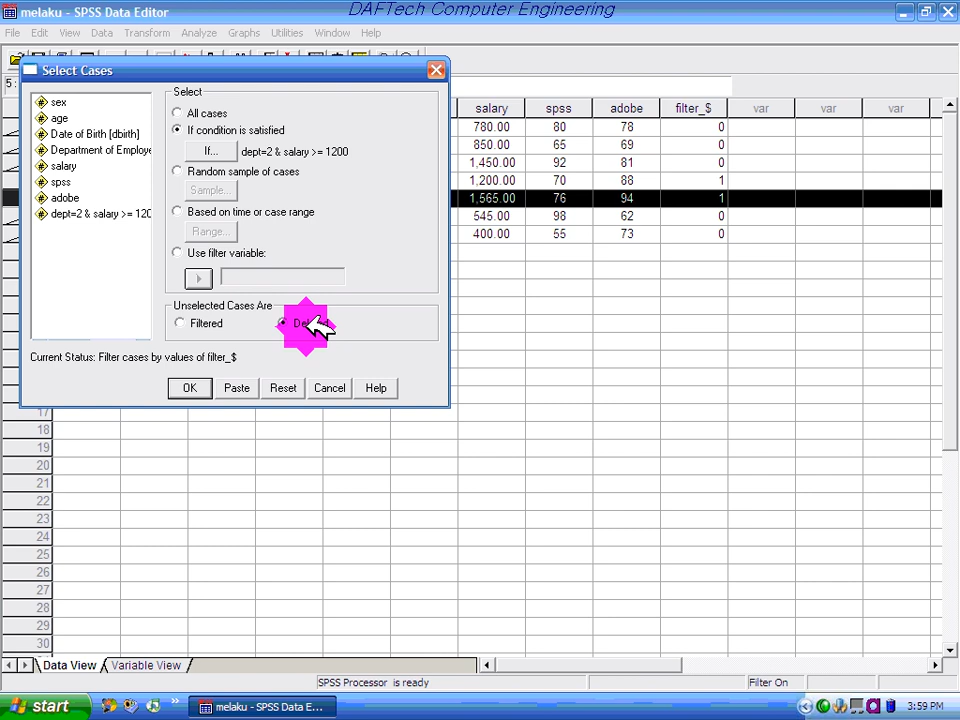 DAFTech Computer Engineering
melaku - SPSS Data Editor
File Edit View Data Transform Analyze Graphs Utilities Window Help
Select Cases
sex
age
Date of Birth [dbirth]
Department of Employe
salary
spss
adobe
dept=2 & salary >= 120
Select
All cases
If condition is satisfied
If... dept=2 & salary >= 1200
Random sample of cases
Sample...
Based on time or case range
Range...
Use filter variable:
Unselected Cases Are
Filtered
Current Status: Filter cases by values of filter_$
OK Paste Reset Cancel Help
salary spss adobe filter_$ var var var
780.00 80 78 0
850.00 65 69 0
1,450.00 92 81 0
1,200.00 70 88 1
1,565.00 76 94 1
545.00 98 62 0
400.00 55 73 0
17
18
19
20
21
22
23
24
25
26
27
28
29
30
Data View Variable View
SPSS Processor is ready Filter On
start melaku - SPSS Data E... 3:59 PM